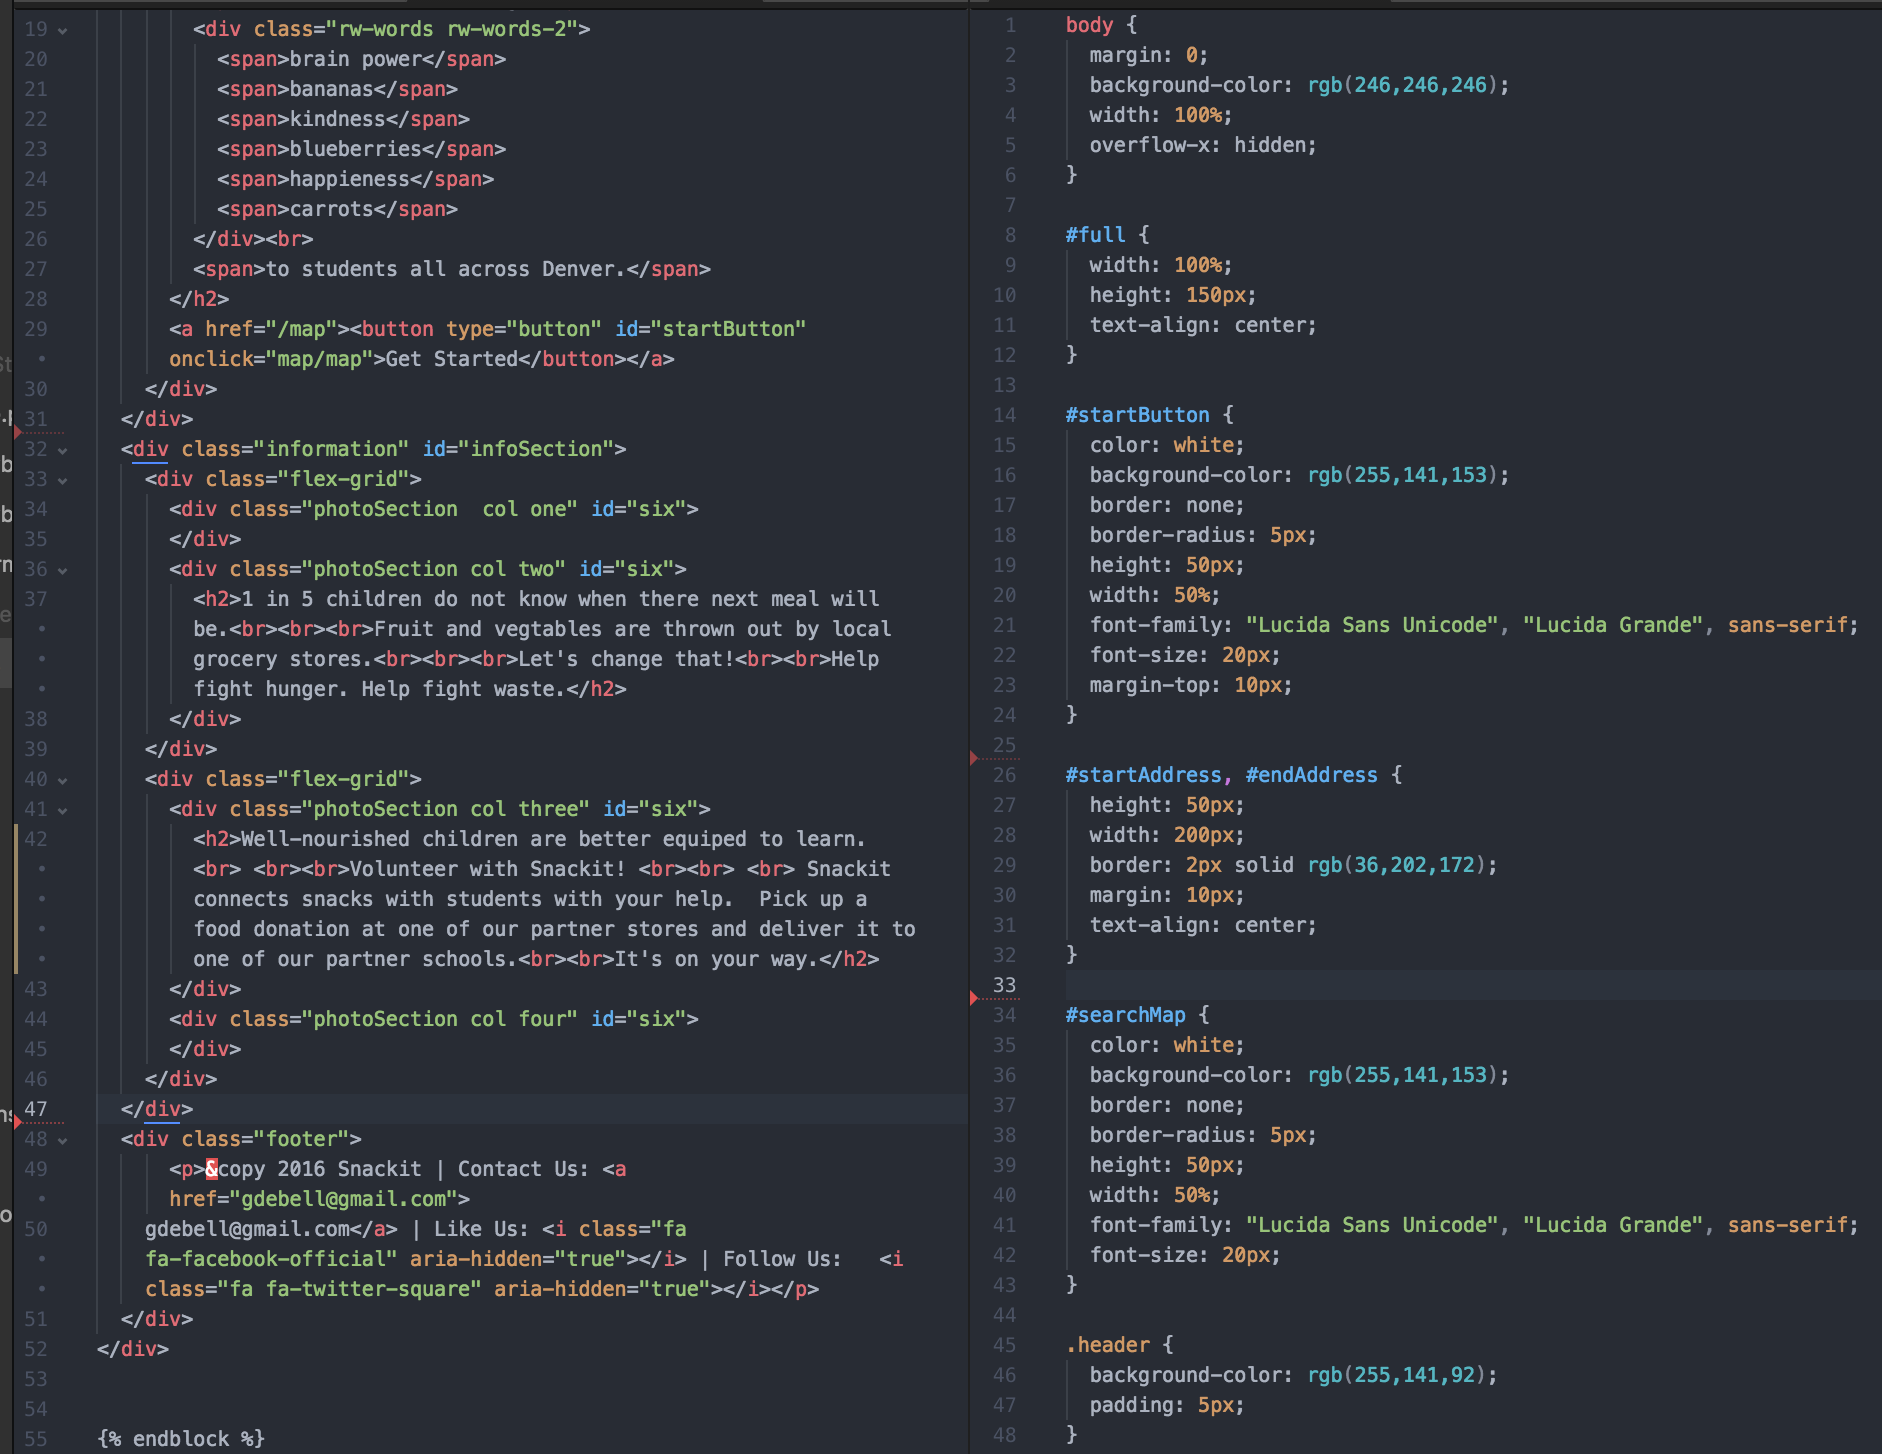 19 <div class="rw-words rw-words-2">
20 <span>brain power</span>
21 <span>bananas</span>
22 <span>kindness</span>
23 <span>blueberries</span>
24 <span>happieness</span>
25 <span>carrots</span>
26 </div><br>
27 <span>to students all across Denver.</span>
28 </h2>
29 <a href="/map"><button type="button" id="startButton"
• onclick="map/map">Get Started</button></a>
30 </div>
31 </div>
32 <div class="information" id="infoSection">
33 <div class="flex-grid">
34 <div class="photoSection  col one" id="six">
35 </div>
36 <div class="photoSection col two" id="six">
37 <h2>1 in 5 children do not know when there next meal will
• be.<br><br><br>Fruit and vegtables are thrown out by local
• grocery stores.<br><br><br>Let's change that!<br><br>Help
• fight hunger. Help fight waste.</h2>
38 </div>
39 </div>
40 <div class="flex-grid">
41 <div class="photoSection col three" id="six">
42 <h2>Well-nourished children are better equiped to learn.
• <br> <br><br>Volunteer with Snackit! <br><br> <br> Snackit
• connects snacks with students with your help.  Pick up a
• food donation at one of our partner stores and deliver it to
• one of our partner schools.<br><br>It's on your way.</h2>
43 </div>
44 <div class="photoSection col four" id="six">
45 </div>
46 </div>
47 </div>
48 <div class="footer">
49 <p>&copy 2016 Snackit | Contact Us: <a
• href="gdebell@gmail.com">
50 gdebell@gmail.com</a> | Like Us: <i class="fa
• fa-facebook-official" aria-hidden="true"></i> | Follow Us:   <i
• class="fa fa-twitter-square" aria-hidden="true"></i></p>
51 </div>
52 </div>
53
54
55 {% endblock %}
1 body {
2 margin: 0;
3 background-color: rgb(246,246,246);
4 width: 100%;
5 overflow-x: hidden;
6 }
7
8 #full {
9 width: 100%;
10 height: 150px;
11 text-align: center;
12 }
13
14 #startButton {
15 color: white;
16 background-color: rgb(255,141,153);
17 border: none;
18 border-radius: 5px;
19 height: 50px;
20 width: 50%;
21 font-family: "Lucida Sans Unicode", "Lucida Grande", sans-serif;
22 font-size: 20px;
23 margin-top: 10px;
24 }
25
26 #startAddress, #endAddress {
27 height: 50px;
28 width: 200px;
29 border: 2px solid rgb(36,202,172);
30 margin: 10px;
31 text-align: center;
32 }
33
34 #searchMap {
35 color: white;
36 background-color: rgb(255,141,153);
37 border: none;
38 border-radius: 5px;
39 height: 50px;
40 width: 50%;
41 font-family: "Lucida Sans Unicode", "Lucida Grande", sans-serif;
42 font-size: 20px;
43 }
44
45 .header {
46 background-color: rgb(255,141,92);
47 padding: 5px;
48 }